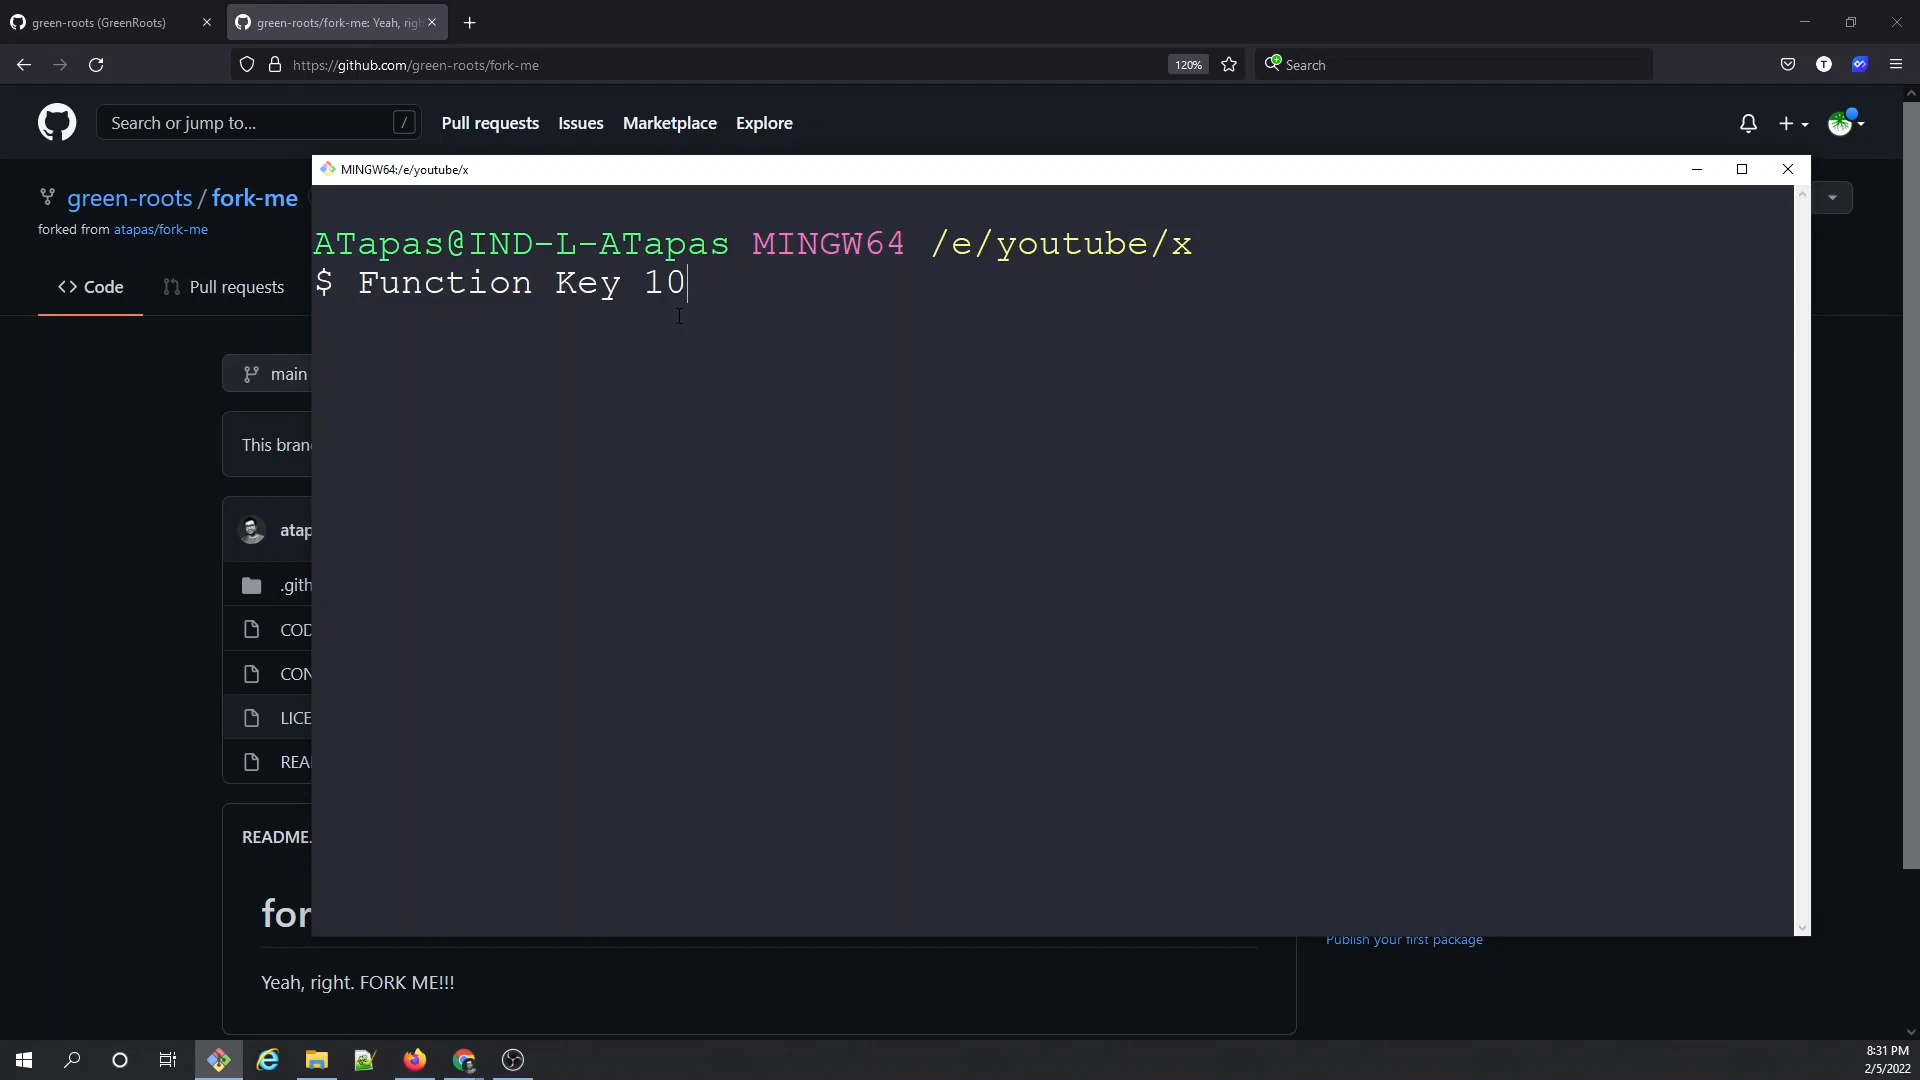 green-roots (GreenRoots)
green-roots/fork-me: Yeah, righ
https://github.com/green-roots/fork-me
120%
Search
T
Search or jump to...
/
Pull requests
Issues
Marketplace
Explore
MINGW64:/e/youtube/x
green-roots / fork-me
forked from atapas/fork-me
ATapas@IND-L-ATapas MINGW64 /e/youtube/x
$ Function Key 10
Code
Pull requests
main
This bran
atap
.gith
COD
CON
LICE
REA
README.
for
Publish your first package
Yeah, right. FORK ME!!!
8:31 PM
2/5/2022